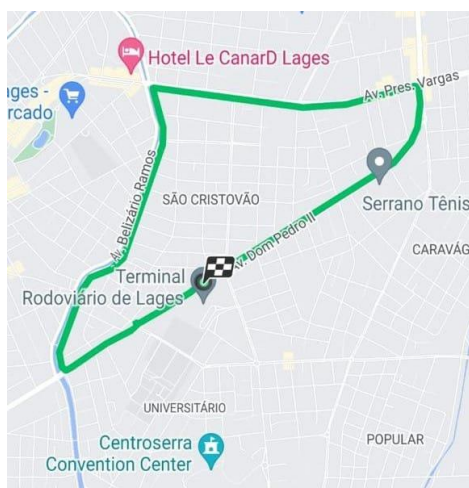 Hotel Le CanarD Lages
ages -
rcado
Av. Pres. Vargas
Av. Belizário Ramos
SÃO CRISTOVÃO
Serrano Tênis
Av. Dom Pedro II
CARAVÁG
Terminal
Rodoviário de Lages
UNIVERSITÁRIO
Centroserra
Convention Center
POPULAR